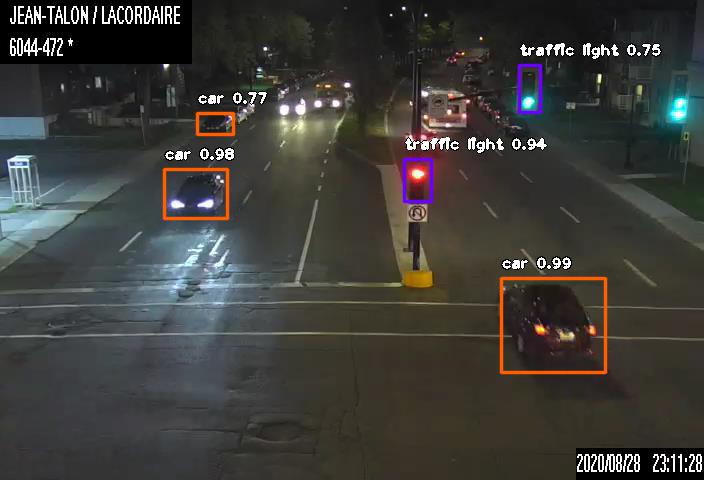 JEAN-TALON / LACORDAIRE
6044-472 *
traffic light 0.75
car 0.77
traffic light 0.94
car 0.98
car 0.99
2020/08/28 23:11:28